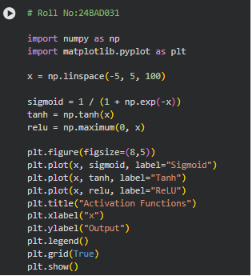 # Roll No:24BAD031
import numpy as np
import matplotlib.pyplot as plt
x = np.linspace(-5, 5, 100)
sigmoid = 1 / (1 + np.exp(-x))
tanh = np.tanh(x)
relu = np.maximum(0, x)
plt.figure(figsize=(8,5))
plt.plot(x, sigmoid, label="Sigmoid")
plt.plot(x, tanh, label="Tanh")
plt.plot(x, relu, label="ReLU")
plt.title("Activation Functions")
plt.xlabel("x")
plt.ylabel("Output")
plt.legend()
plt.grid(True)
plt.show()